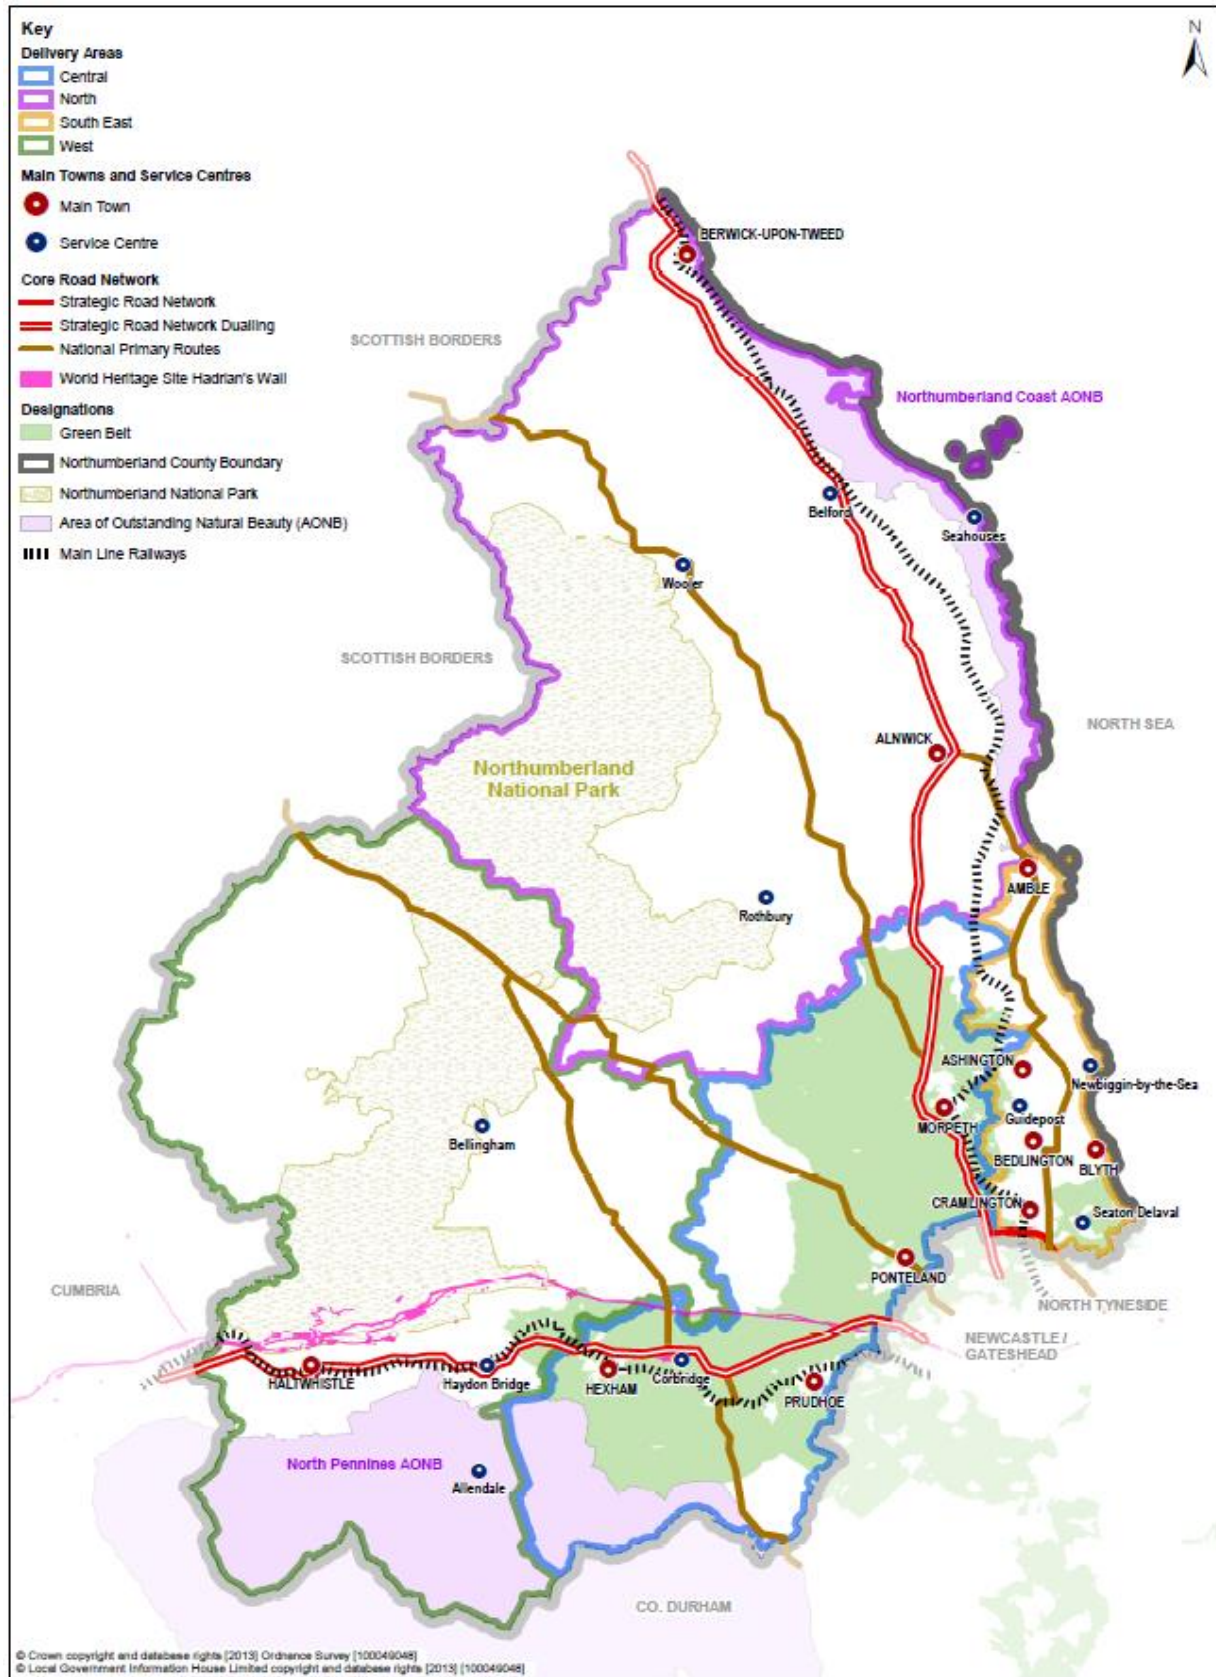 Key
Delivery Areas
Central
North
South East
West
Main Towns and Service Centres
Main Town
Service Centre
Core Road Network
Strategic Road Network
Strategic Road Network Dualling
National Primary Routes
World Heritage Site Hadrian's Wall
Designations
Green Belt
Northumberland County Boundary
Northumberland National Park
Area of Outstanding Natural Beauty (AONB)
Main Line Railways
N
BERWICK-UPON-TWEED
SCOTTISH BORDERS
Northumberland Coast AONB
Belford
Seahouses
Wooler
SCOTTISH BORDERS
NORTH SEA
ALNWICK
Northumberland
National Park
AMBLE
Rothbury
ASHINGTON
Newbiggin-by-the-Sea
Guidepost
MORPETH
Bellingham
BEDLINGTON
BLYTH
CRAMLINGTON
Seaton Delaval
PONTELAND
CUMBRIA
NORTH TYNESIDE
NEWCASTLE /
GATESHEAD
HALTWHISTLE
Haydon Bridge
HEXHAM
Corbridge
PRUDHOE
North Pennines AONB
Allendale
CO. DURHAM
© Crown copyright and database rights [2013] Ordnance Survey [100049048]
© Local Government Information House Limited copyright and database rights [2013] [100049048]